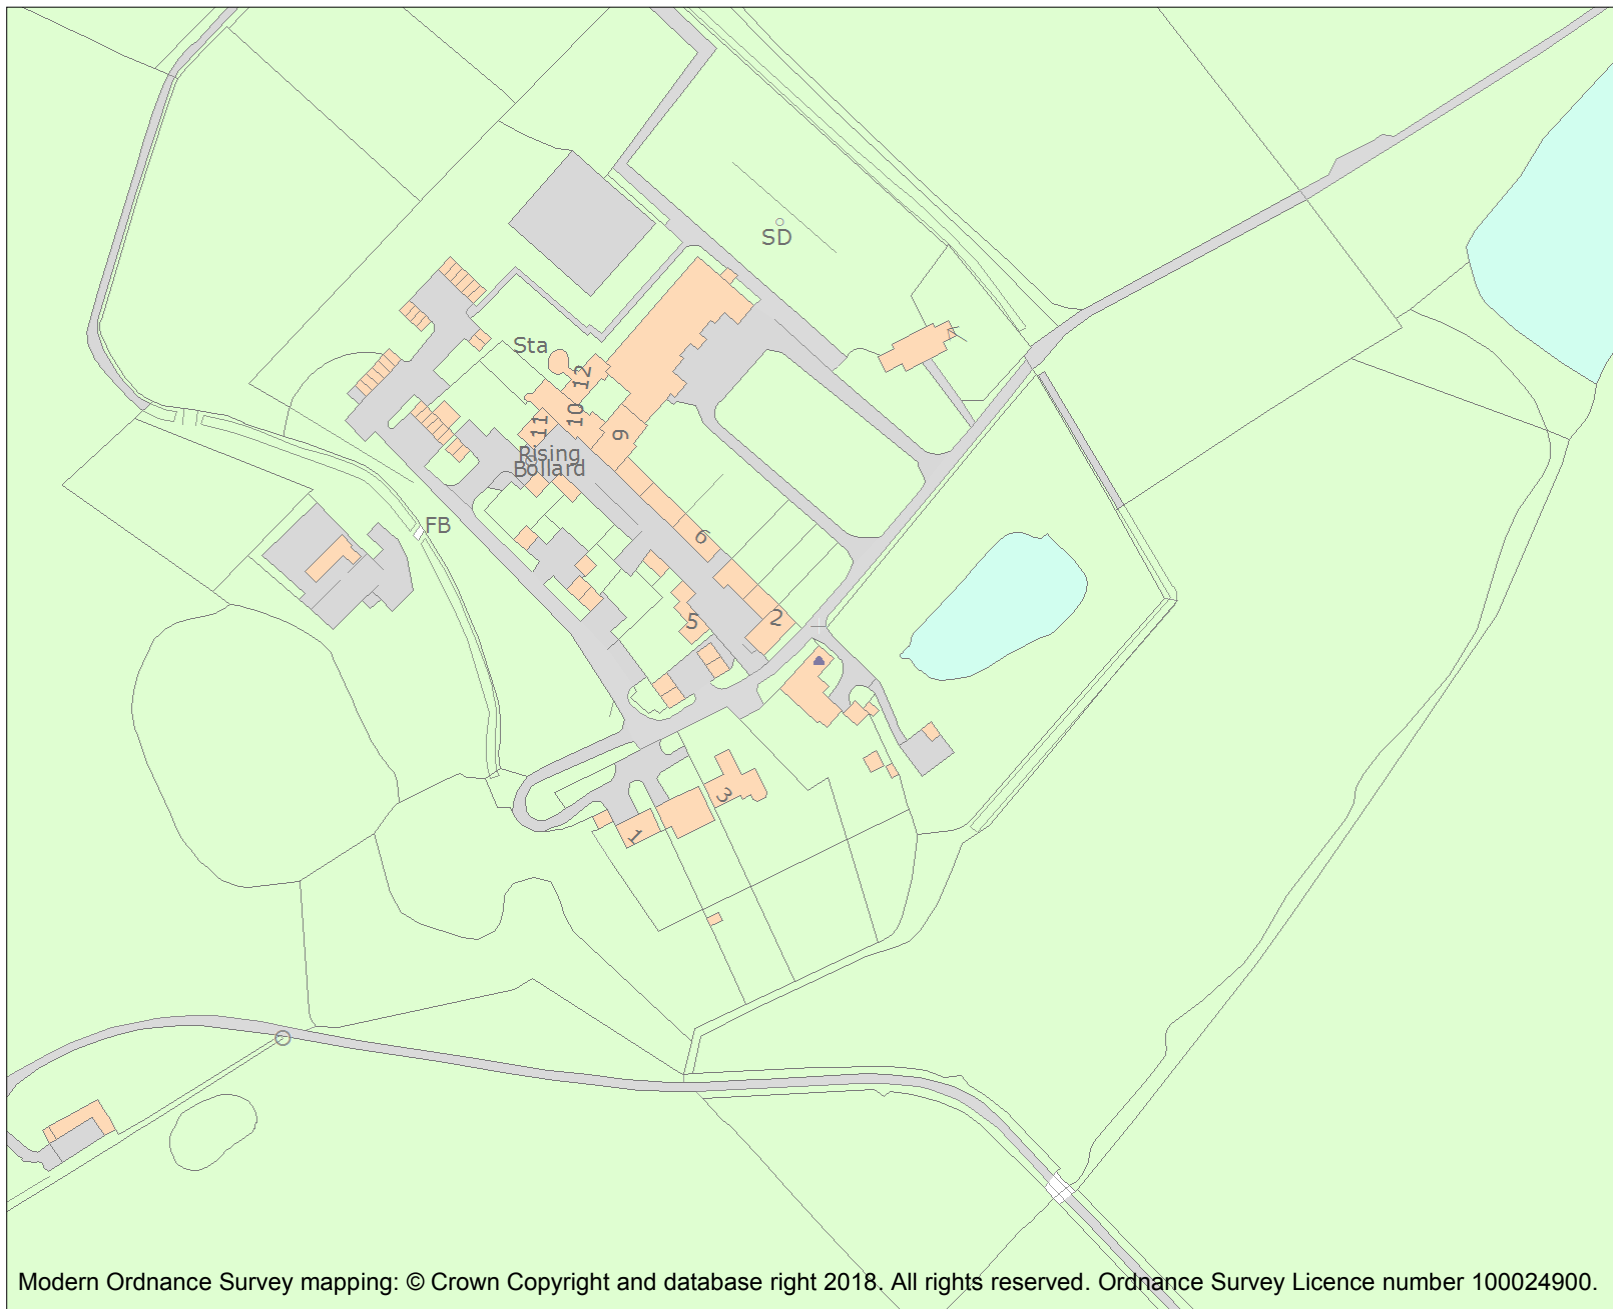 SD
Sta
12
10
11
9
Rising
Bollard
FB
6
5
2
3
1
Modern Ordnance Survey mapping: © Crown Copyright and database right 2018. All rights reserved. Ordnance Survey Licence number 100024900.